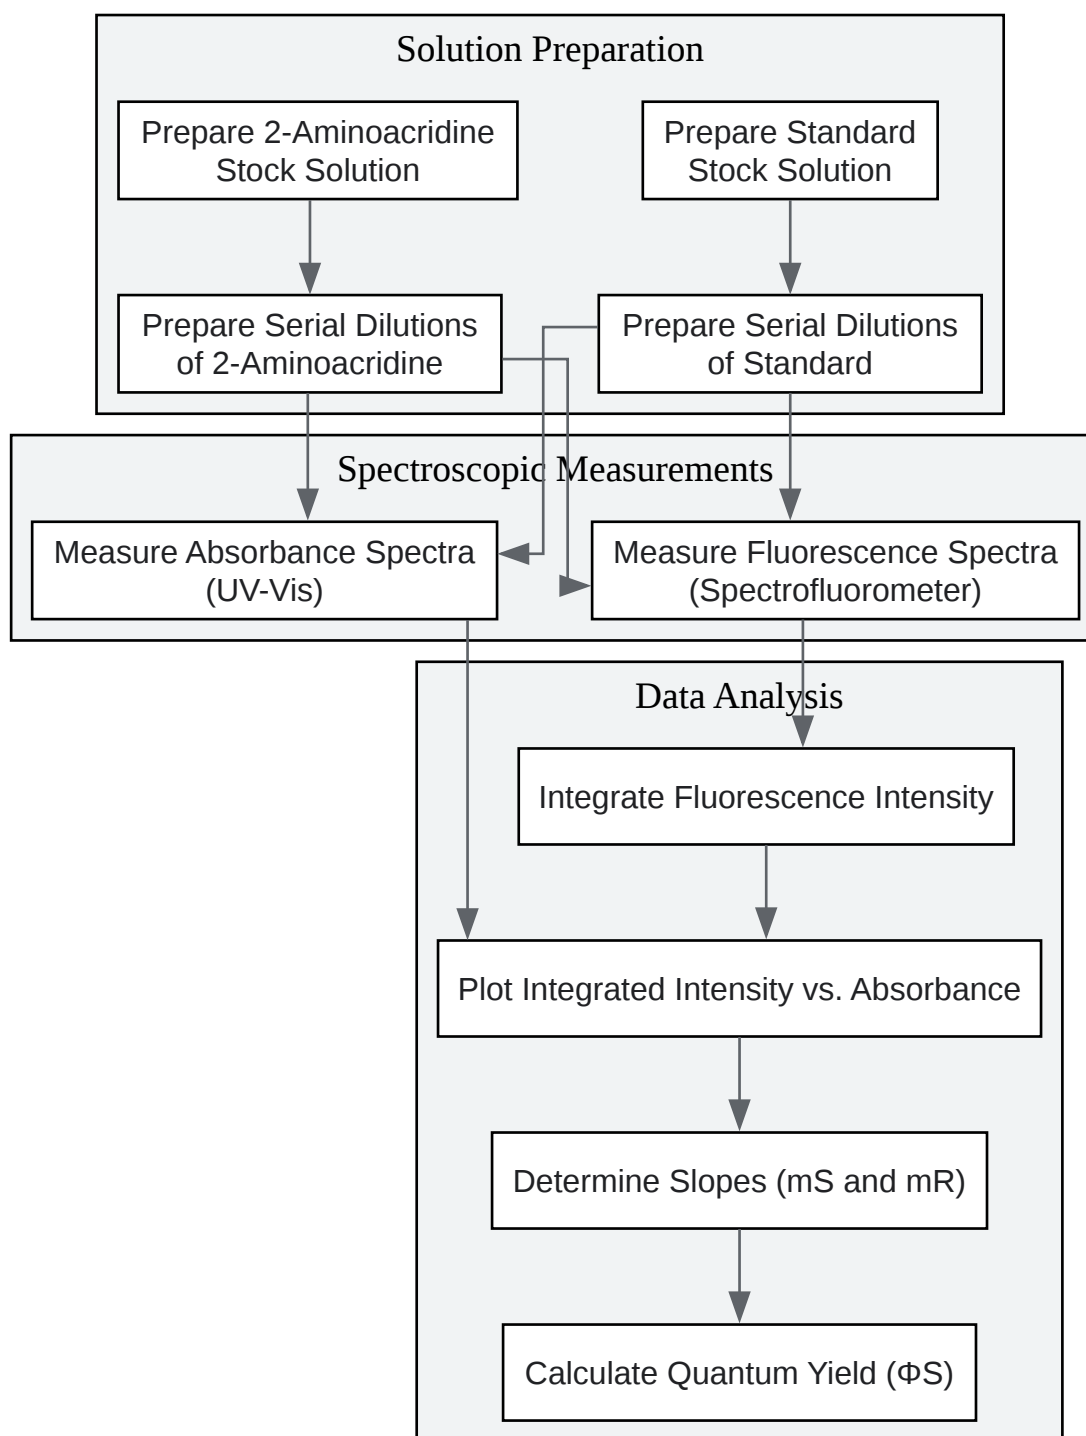 Solution Preparation
Prepare 2-Aminoacridine
Stock Solution
Prepare Standard
Stock Solution
Prepare Serial Dilutions
of 2-Aminoacridine
Prepare Serial Dilutions
of Standard
Spectroscopic Measurements
Measure Absorbance Spectra
(UV-Vis)
Measure Fluorescence Spectra
(Spectrofluorometer)
Data Analysis
Integrate Fluorescence Intensity
Plot Integrated Intensity vs. Absorbance
Determine Slopes (mS and mR)
Calculate Quantum Yield (ΦS)